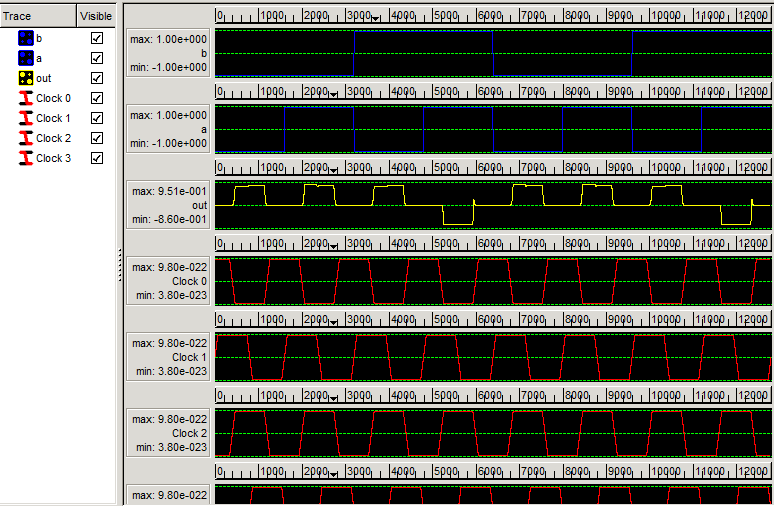 Trace Visible
b
a
out
Clock 0
Clock 1
Clock 2
Clock 3
0 1000 2000 3000 4000 5000 6000 7000 8000 9000 10000 11000 12000
max: 1.00e+000
b
min: -1.00e+000
0 1000 2000 3000 4000 5000 6000 7000 8000 9000 10000 11000 12000
max: 1.00e+000
a
min: -1.00e+000
0 1000 2000 3000 4000 5000 6000 7000 8000 9000 10000 11000 12000
max: 9.51e-001
out
min: -8.60e-001
0 1000 2000 3000 4000 5000 6000 7000 8000 9000 10000 11000 12000
max: 9.80e-022
Clock 0
min: 3.80e-023
0 1000 2000 3000 4000 5000 6000 7000 8000 9000 10000 11000 12000
max: 9.80e-022
Clock 1
min: 3.80e-023
0 1000 2000 3000 4000 5000 6000 7000 8000 9000 10000 11000 12000
max: 9.80e-022
Clock 2
min: 3.80e-023
0 1000 2000 3000 4000 5000 6000 7000 8000 9000 10000 11000 12000
max: 9.80e-022